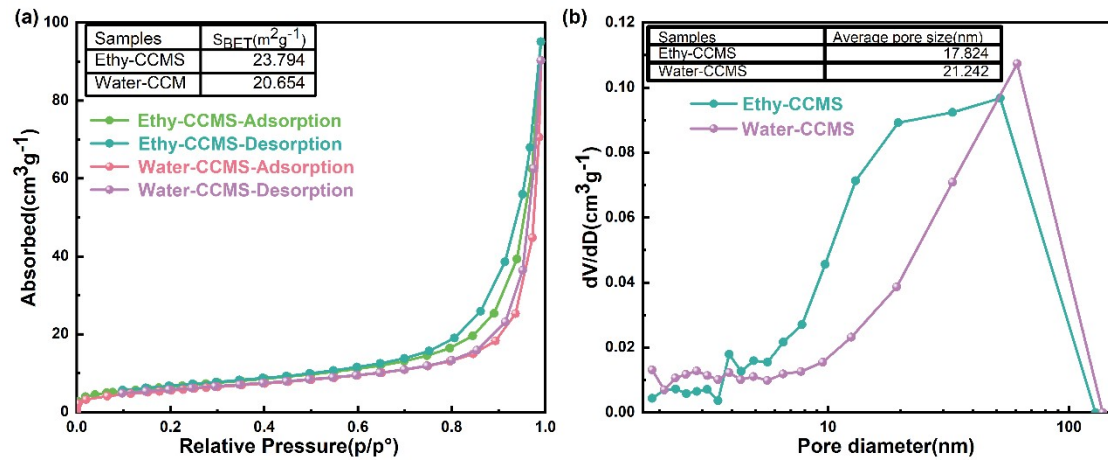 (a)
Samples S_BET(m²g⁻¹)
Ethy-CCMS 23.794
Water-CCM 20.654
Ethy-CCMS-Adsorption
Ethy-CCMS-Desorption
Water-CCMS-Adsorption
Water-CCMS-Desorption
100
80
60
40
20
0
Absorbed(cm³g⁻¹)
0.0 0.2 0.4 0.6 0.8 1.0
Relative Pressure(p/p°)
(b)
Samples Average pore size(nm)
Ethy-CCMS 17.824
Water-CCMS 21.242
Ethy-CCMS
Water-CCMS
0.12
0.10
0.08
0.06
0.04
0.02
0.00
dV/dD(cm³g⁻¹)
10 100
Pore diameter(nm)